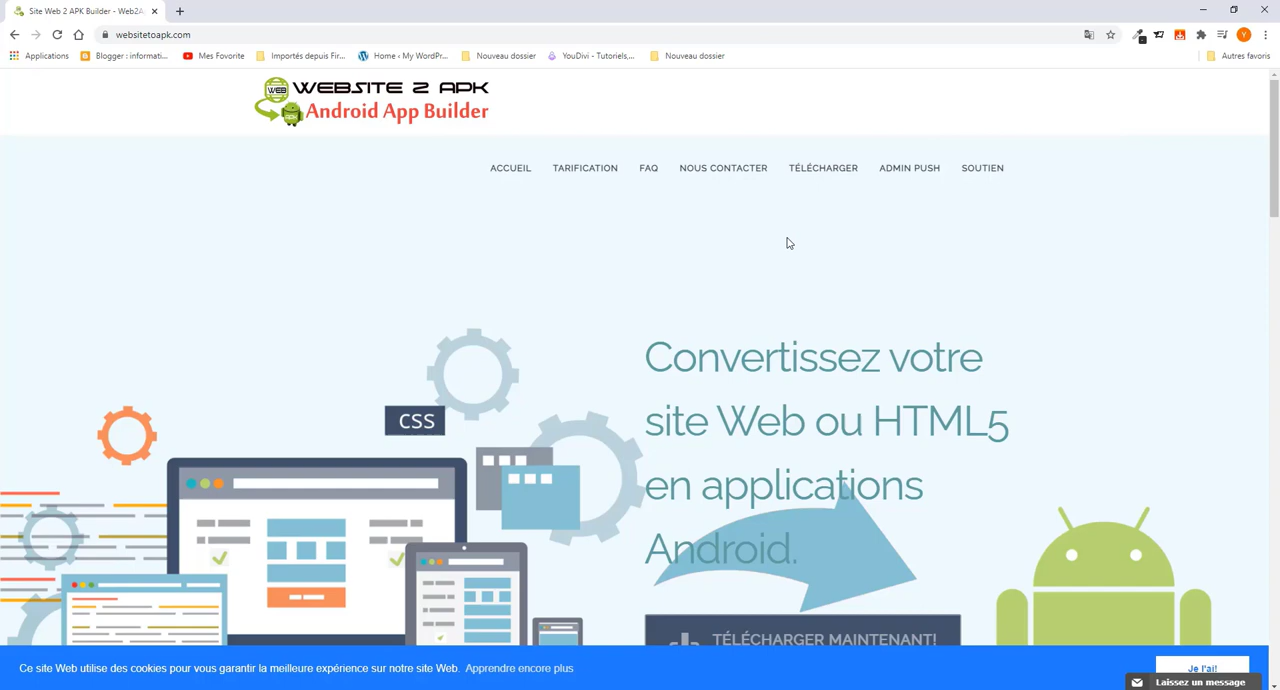 Site Web 2 APK Builder - Web2A
websitetoapk.com
Applications
Blogger : informati...
Mes Favorite
Importés depuis Fir...
Home ‹ My WordPr...
Nouveau dossier
YouDivi - Tutoriels,...
Nouveau dossier
Autres favoris
WEB
APK
WEBSITE 2 APK
Android App Builder
ACCUEIL
TARIFICATION
FAQ
NOUS CONTACTER
TÉLÉCHARGER
ADMIN PUSH
SOUTIEN
CSS
Convertissez votre
site Web ou HTML5
en applications
Android.
TÉLÉCHARGER MAINTENANT!
Ce site Web utilise des cookies pour vous garantir la meilleure expérience sur notre site Web. Apprendre encore plus
Je l'ai!
Laissez un message
Y